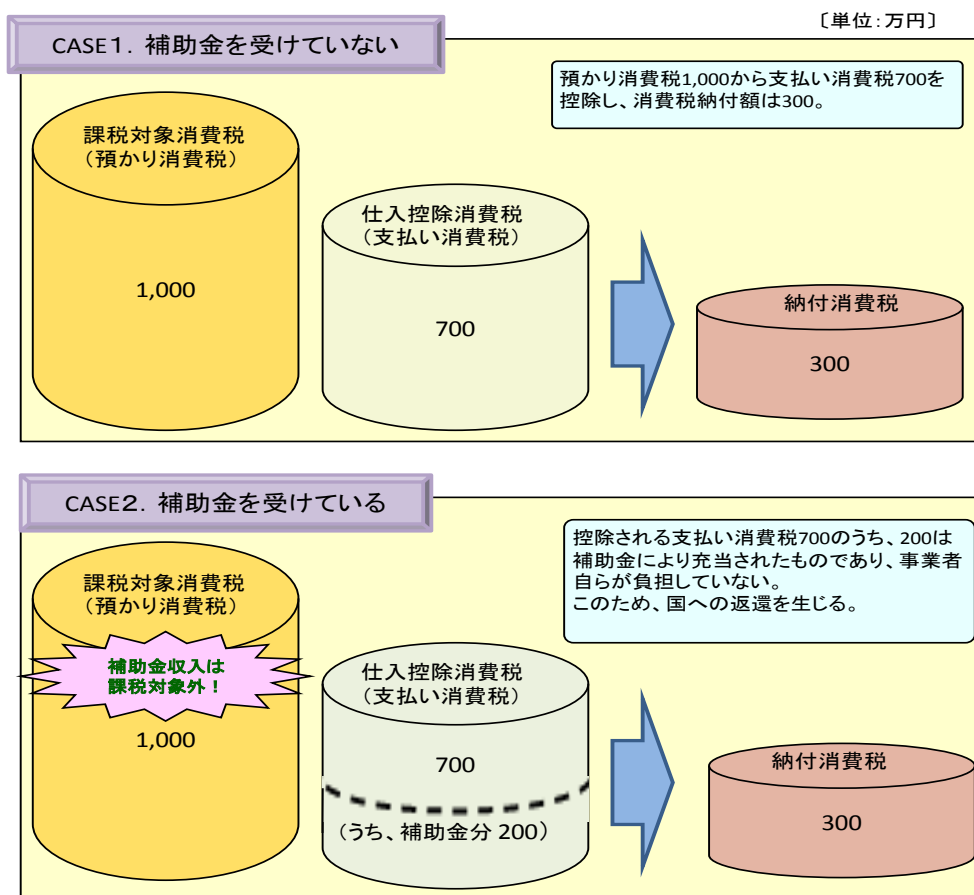 〔単位：万円〕
CASE１．補助金を受けていない
預かり消費税1,000から支払い消費税700を
控除し、消費税納付額は300。
課税対象消費税
（預かり消費税）
1,000
仕入控除消費税
（支払い消費税）
700
納付消費税
300
CASE２．補助金を受けている
控除される支払い消費税700のうち、200は
補助金により充当されたものであり、事業者
自らが負担していない。
このため、国への返還を生じる。
課税対象消費税
（預かり消費税）
補助金収入は
課税対象外！
1,000
仕入控除消費税
（支払い消費税）
700
（うち、補助金分 200）
納付消費税
300